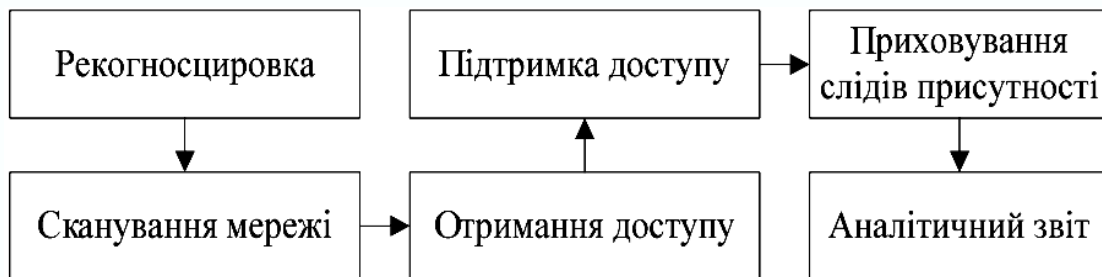 Рекогносцировка
Сканування мережі
Отримання доступу
Підтримка доступу
Приховування
слідів присутності
Аналітичний звіт